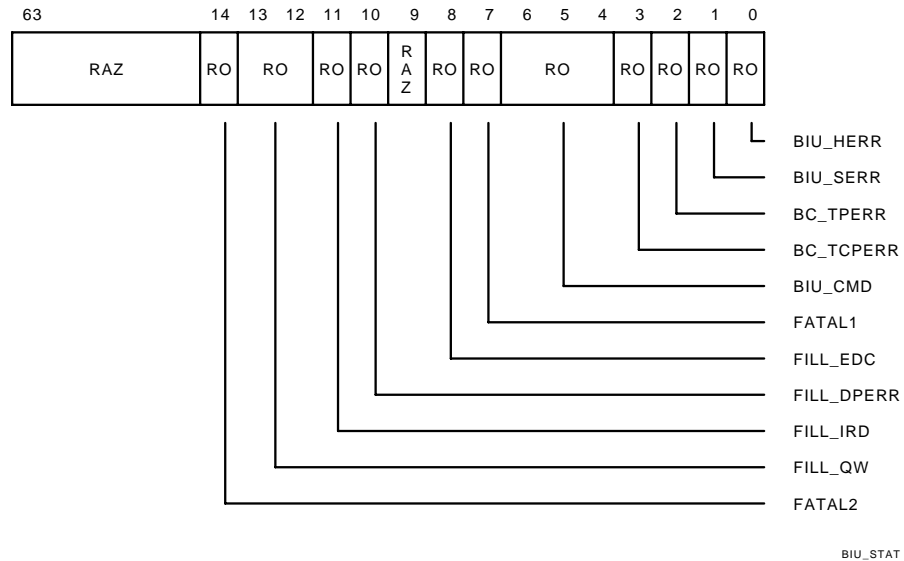 63 14 13 12 11 10 9 8 7 6 5 4 3 2 1 0
RAZ RO RO RO RO RAZ RO RO RO RO RO RO RO
BIU_HERR
BIU_SERR
BC_TPERR
BC_TCPERR
BIU_CMD
FATAL1
FILL_EDC
FILL_DPERR
FILL_IRD
FILL_QW
FATAL2
BIU_STAT